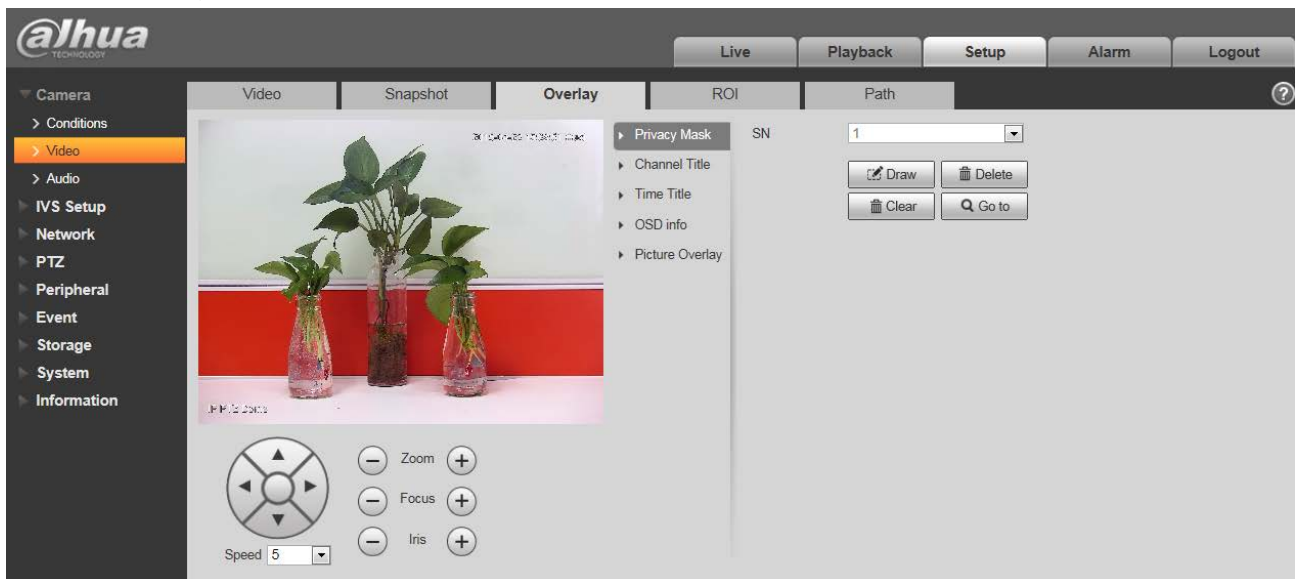 alhua
TECHNOLOGY
Live Playback Setup Alarm Logout
Camera
Conditions
Video
Audio
IVS Setup
Network
PTZ
Peripheral
Event
Storage
System
Information
Video Snapshot Overlay ROI Path
Privacy Mask
Channel Title
Time Title
OSD info
Picture Overlay
SN 1
Draw Delete
Clear Go to
Zoom
Focus
Iris
Speed 5